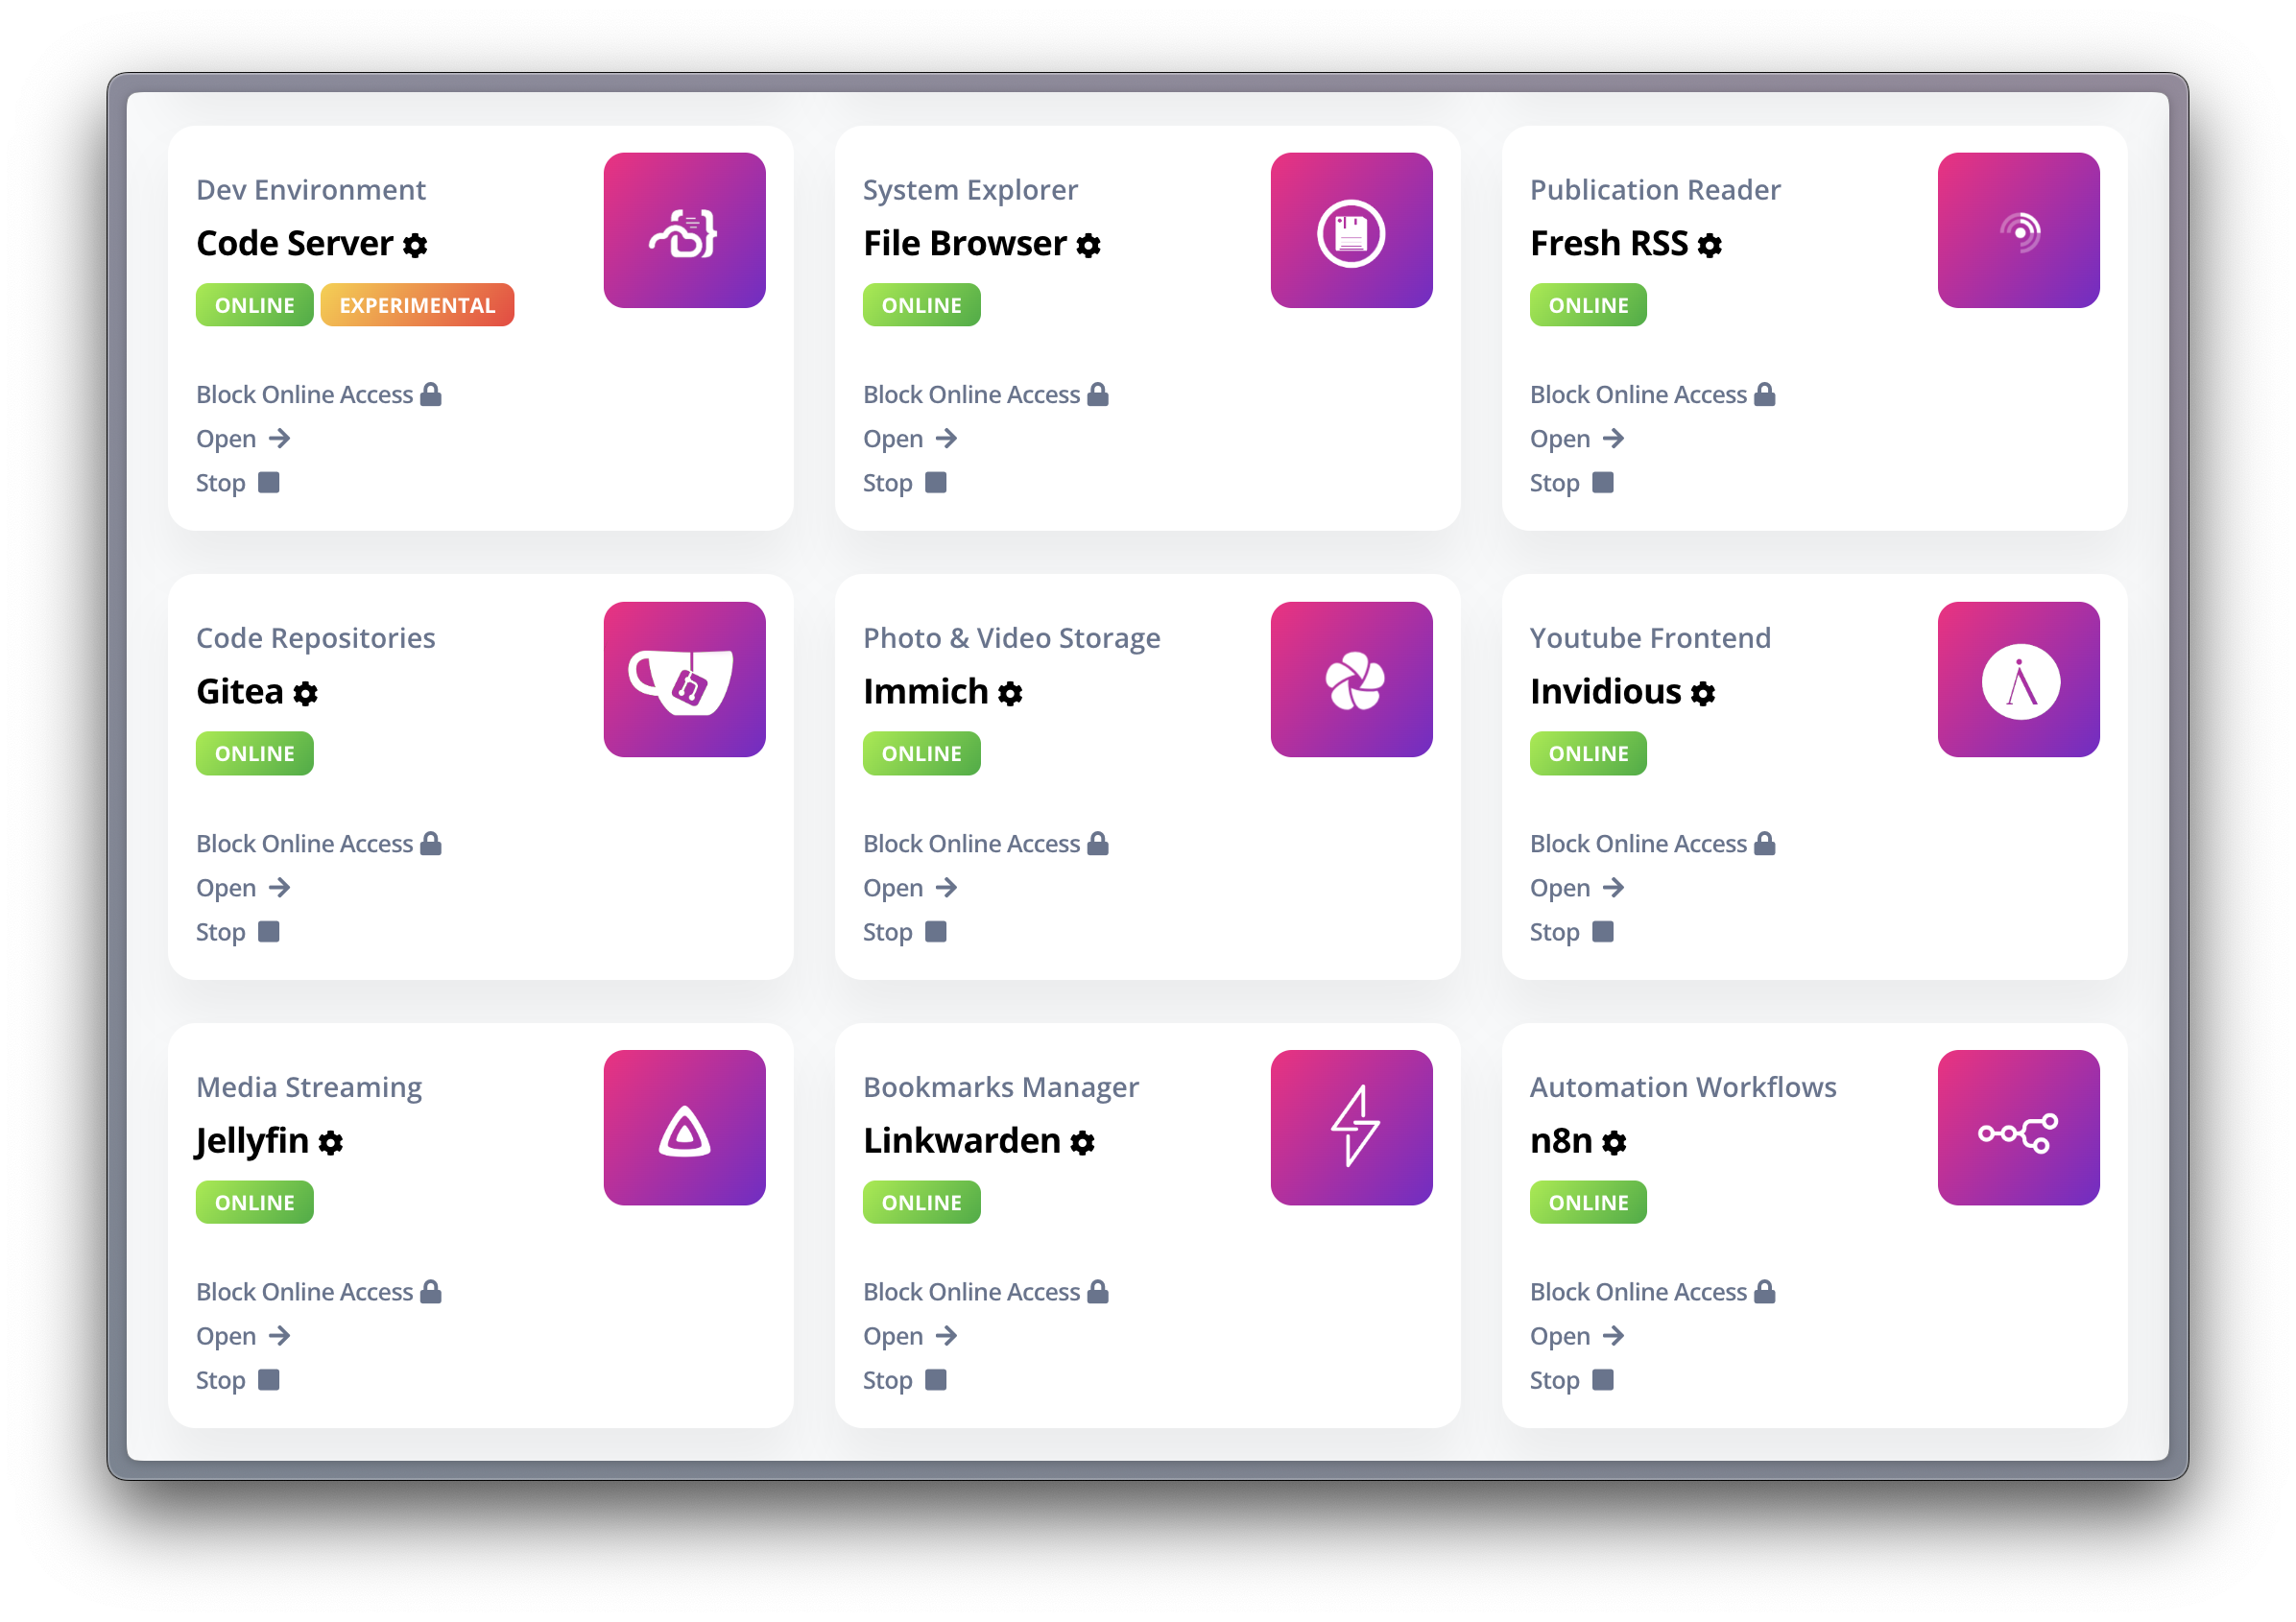 Dev Environment
Code Server
ONLINE EXPERIMENTAL
Block Online Access
Open
Stop
System Explorer
File Browser
ONLINE
Block Online Access
Open
Stop
Publication Reader
Fresh RSS
ONLINE
Block Online Access
Open
Stop
Code Repositories
Gitea
ONLINE
Block Online Access
Open
Stop
Photo & Video Storage
Immich
ONLINE
Block Online Access
Open
Stop
Youtube Frontend
Invidious
ONLINE
Block Online Access
Open
Stop
Media Streaming
Jellyfin
ONLINE
Block Online Access
Open
Stop
Bookmarks Manager
Linkwarden
ONLINE
Block Online Access
Open
Stop
Automation Workflows
n8n
ONLINE
Block Online Access
Open
Stop